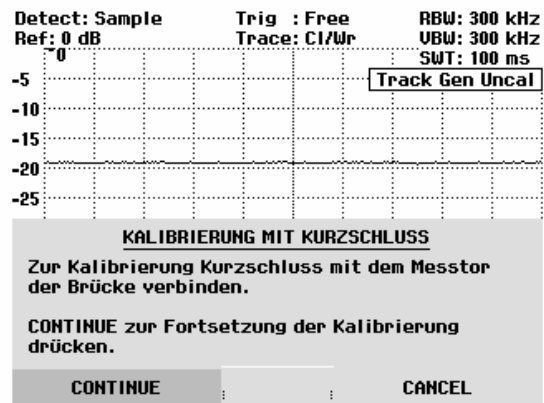 Detect: Sample Trig : Free RBW: 300 kHz
Ref: 0 dB Trace: Cl/Wr VBW: 300 kHz
0 SWT: 100 ms
-5 Track Gen Uncal
-10
-15
-20
-25
KALIBRIERUNG MIT KURZSCHLUSS
Zur Kalibrierung Kurzschluss mit dem Messtor
der Brücke verbinden.
CONTINUE zur Fortsetzung der Kalibrierung
drücken.
CONTINUE CANCEL